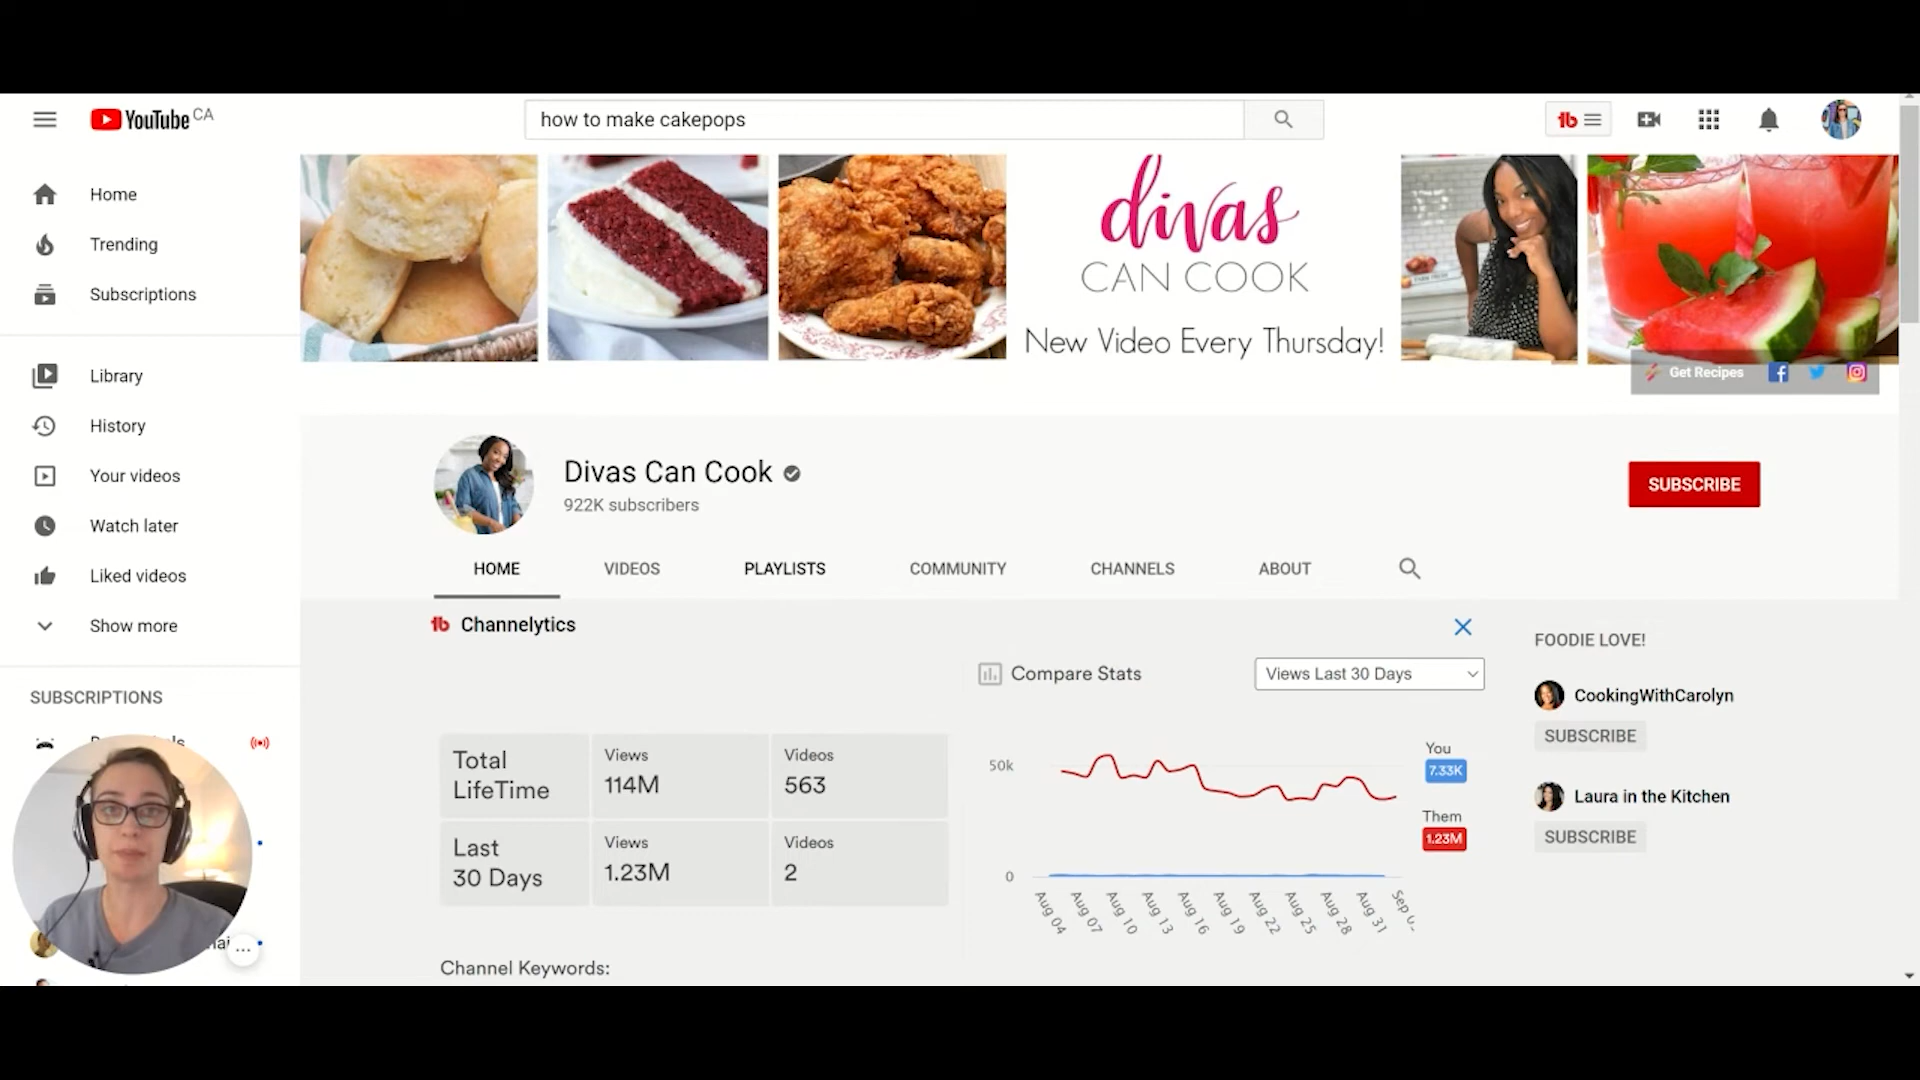 YouTube CA
how to make cakepops
Home
Trending
Subscriptions
Library
History
Your videos
Watch later
Liked videos
Show more
SUBSCRIPTIONS
divas
CAN COOK
New Video Every Thursday!
Get Recipes
Divas Can Cook
922K subscribers
SUBSCRIBE
HOME VIDEOS PLAYLISTS COMMUNITY CHANNELS ABOUT
tb Channelytics
Compare Stats
Views Last 30 Days
Total LifeTime
Views
114M
Videos
563
Last 30 Days
Views
1.23M
Videos
2
50k
0
Aug 04 Aug 07 Aug 10 Aug 13 Aug 16 Aug 19 Aug 22 Aug 25 Aug 28 Aug 31 Sep
You
7.33K
Them
1.23M
Channel Keywords:
FOODIE LOVE!
CookingWithCarolyn
SUBSCRIBE
Laura in the Kitchen
SUBSCRIBE